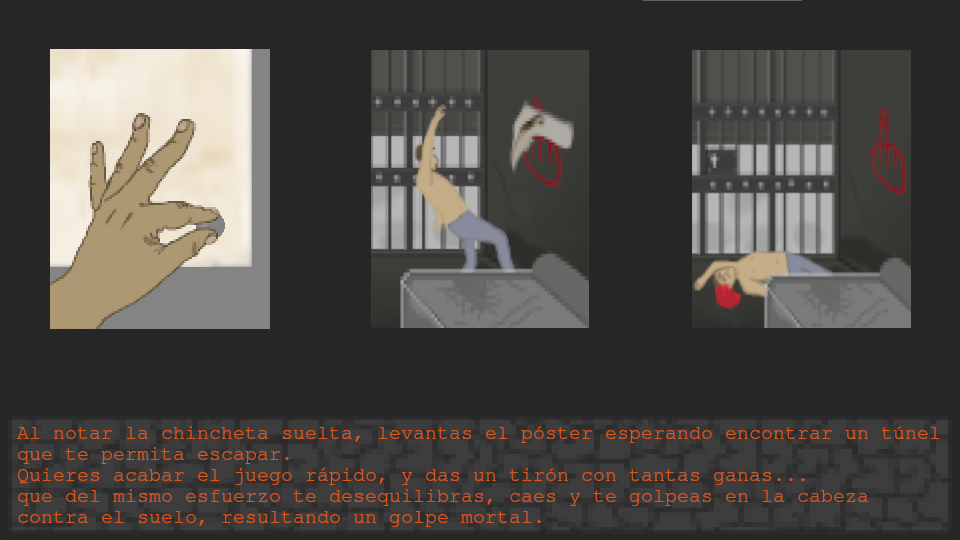 Al notar la chincheta suelta, levantas el póster esperando encontrar un túnel
que te permita escapar.
Quieres acabar el juego rápido, y das un tirón con tantas ganas...
que del mismo esfuerzo te desequilibras, caes y te golpeas en la cabeza
contra el suelo, resultando un golpe mortal.